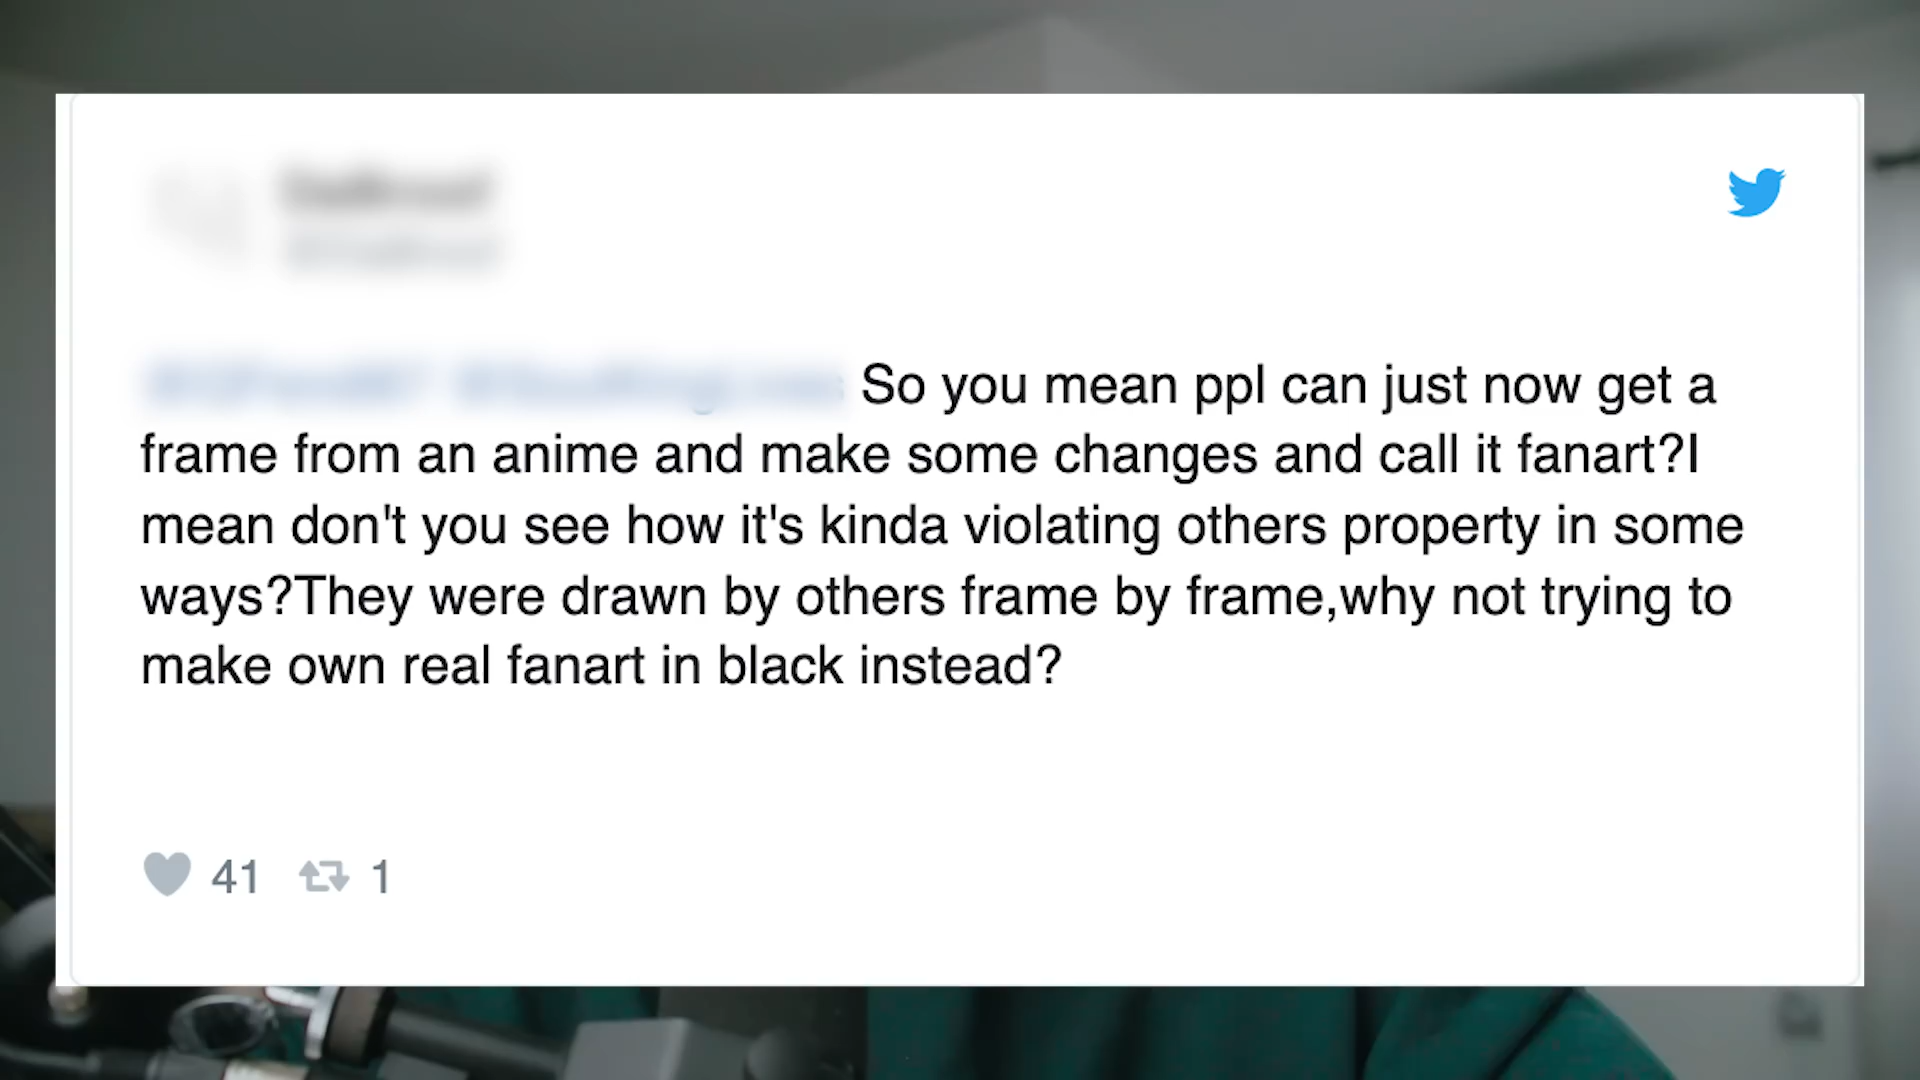 So you mean ppl can just now get a
frame from an anime and make some changes and call it fanart?I
mean don't you see how it's kinda violating others property in some
ways?They were drawn by others frame by frame,why not trying to
make own real fanart in black instead?
41 1